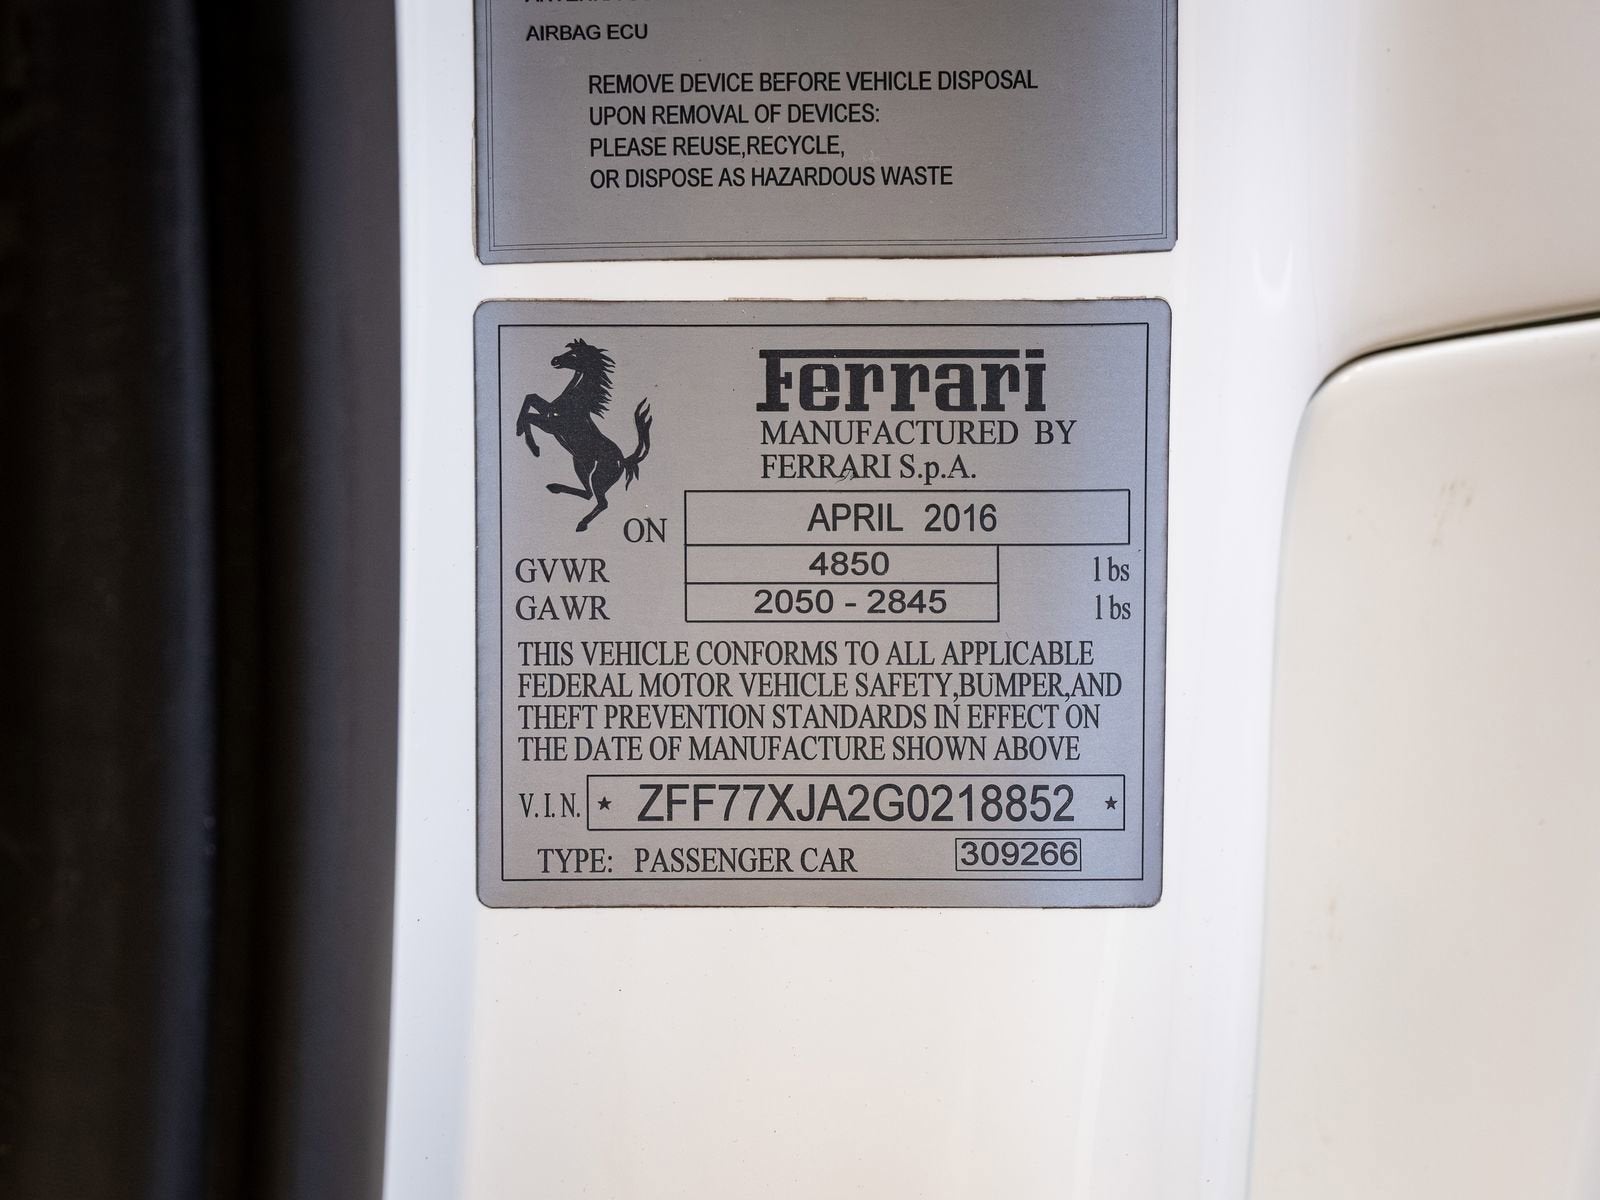 AIRBAG ECU
REMOVE DEVICE BEFORE VEHICLE DISPOSAL
UPON REMOVAL OF DEVICES:
PLEASE REUSE,RECYCLE,
OR DISPOSE AS HAZARDOUS WASTE
Ferrari
MANUFACTURED BY
FERRARI S.p.A.
ON APRIL 2016
GVWR 4850 lbs
GAWR 2050 - 2845 lbs
THIS VEHICLE CONFORMS TO ALL APPLICABLE
FEDERAL MOTOR VEHICLE SAFETY,BUMPER,AND
THEFT PREVENTION STANDARDS IN EFFECT ON
THE DATE OF MANUFACTURE SHOWN ABOVE
V.I.N. ★ ZFF77XJA2G0218852 ★
TYPE: PASSENGER CAR 309266